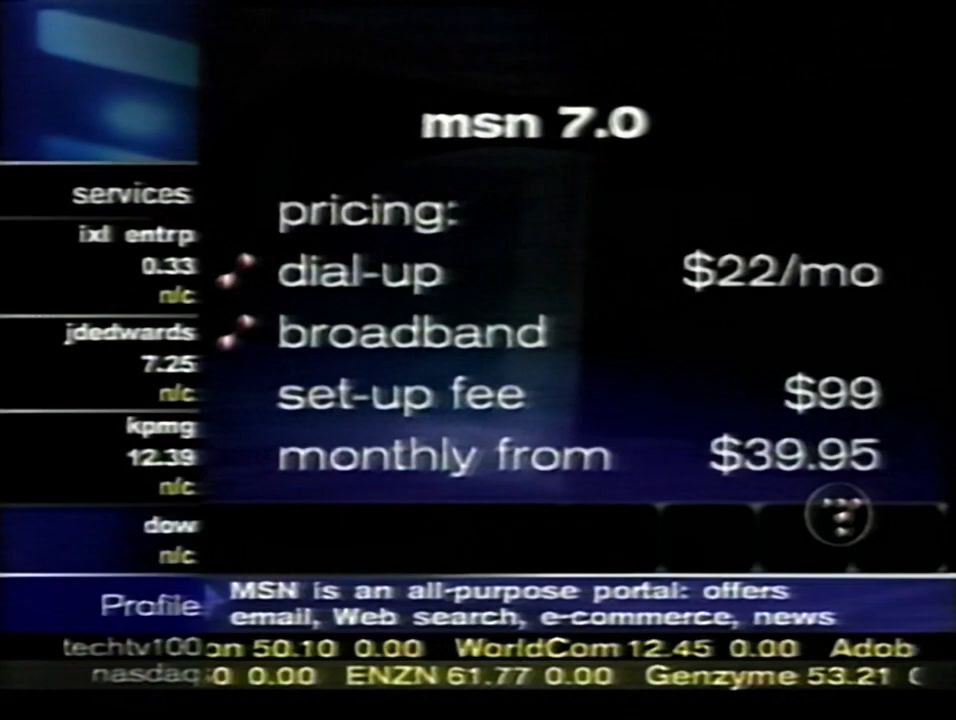 msn 7.0
pricing:
dial-up $22/mo
broadband
set-up fee $99
monthly from $39.95
services
ixl entrp
0.33
n/c
jdedwards
7.25
n/c
kpmg
12.39
n/c
dow
n/c
Profile
MSN is an all-purpose portal: offers
email, Web search, e-commerce, news
techtv100 on 50.10 0.00 WorldCom 12.45 0.00 Adob
nasdaq 0 0.00 ENZN 61.77 0.00 Genzyme 53.21